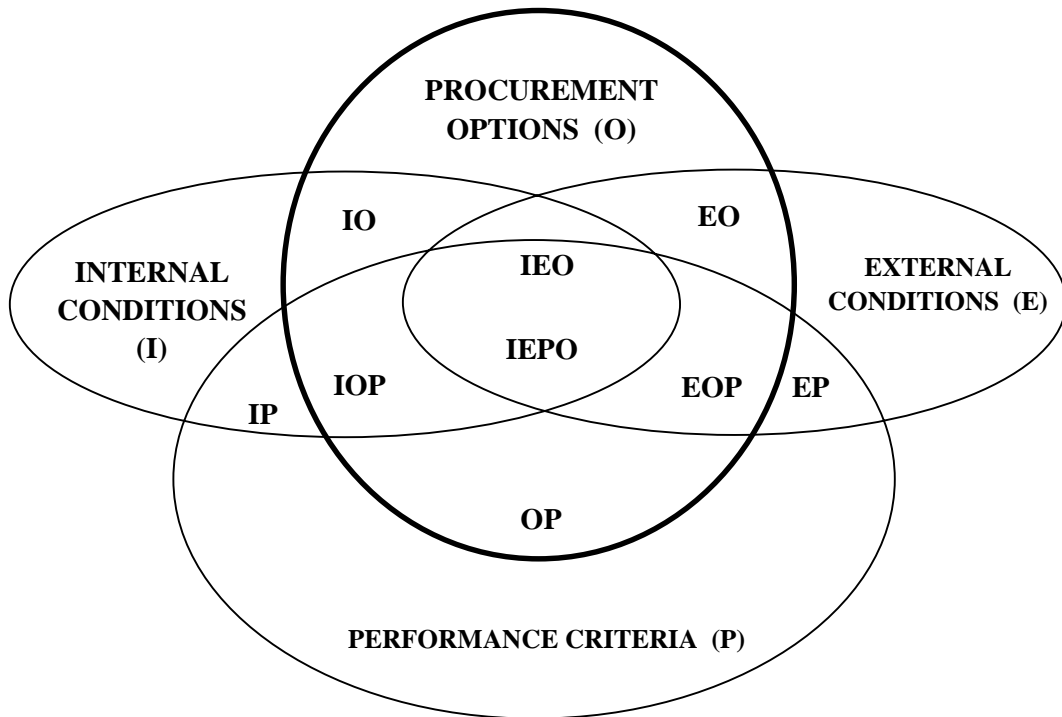 PROCUREMENT
OPTIONS (O)
IO
EO
INTERNAL
CONDITIONS
(I)
IEO
EXTERNAL
CONDITIONS (E)
IEPO
IOP
EOP
EP
IP
OP
PERFORMANCE CRITERIA (P)